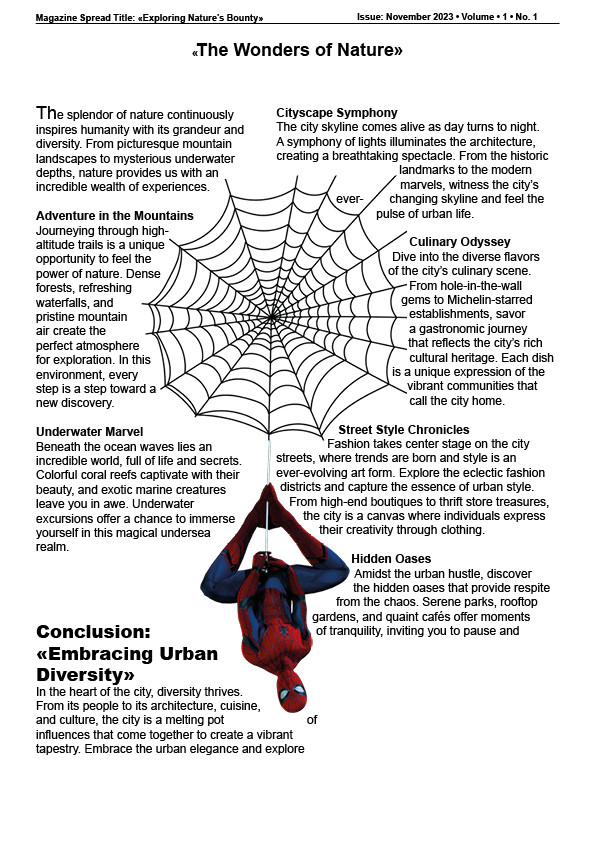 Magazine Spread Title: «Exploring Nature's Bounty»
Issue: November 2023 • Volume • 1 • No. 1
«The Wonders of Nature»
The splendor of nature continuously
inspires humanity with its grandeur and
diversity. From picturesque mountain
landscapes to mysterious underwater
depths, nature provides us with an
incredible wealth of experiences.
Adventure in the Mountains
Journeying through high-
altitude trails is a unique
opportunity to feel the
power of nature. Dense
forests, refreshing
waterfalls, and
pristine mountain
air create the
perfect atmosphere
for exploration. In this
environment, every
step is a step toward a
new discovery.
Underwater Marvel
Beneath the ocean waves lies an
incredible world, full of life and secrets.
Colorful coral reefs captivate with their
beauty, and exotic marine creatures
leave you in awe. Underwater
excursions offer a chance to immerse
yourself in this magical undersea
realm.
Conclusion:
«Embracing Urban
Diversity»
In the heart of the city, diversity thrives.
From its people to its architecture, cuisine,
and culture, the city is a melting pot of
influences that come together to create a vibrant
tapestry. Embrace the urban elegance and explore
Cityscape Symphony
The city skyline comes alive as day turns to night.
A symphony of lights illuminates the architecture,
creating a breathtaking spectacle. From the historic
landmarks to the modern
marvels, witness the city's
ever- changing skyline and feel the
pulse of urban life.
Culinary Odyssey
Dive into the diverse flavors
of the city's culinary scene.
From hole-in-the-wall
gems to Michelin-starred
establishments, savor
a gastronomic journey
that reflects the city's rich
cultural heritage. Each dish
is a unique expression of the
vibrant communities that
call the city home.
Street Style Chronicles
Fashion takes center stage on the city
streets, where trends are born and style is an
ever-evolving art form. Explore the eclectic fashion
districts and capture the essence of urban style.
From high-end boutiques to thrift store treasures,
the city is a canvas where individuals express
their creativity through clothing.
Hidden Oases
Amidst the urban hustle, discover
the hidden oases that provide respite
from the chaos. Serene parks, rooftop
gardens, and quaint cafés offer moments
of tranquility, inviting you to pause and